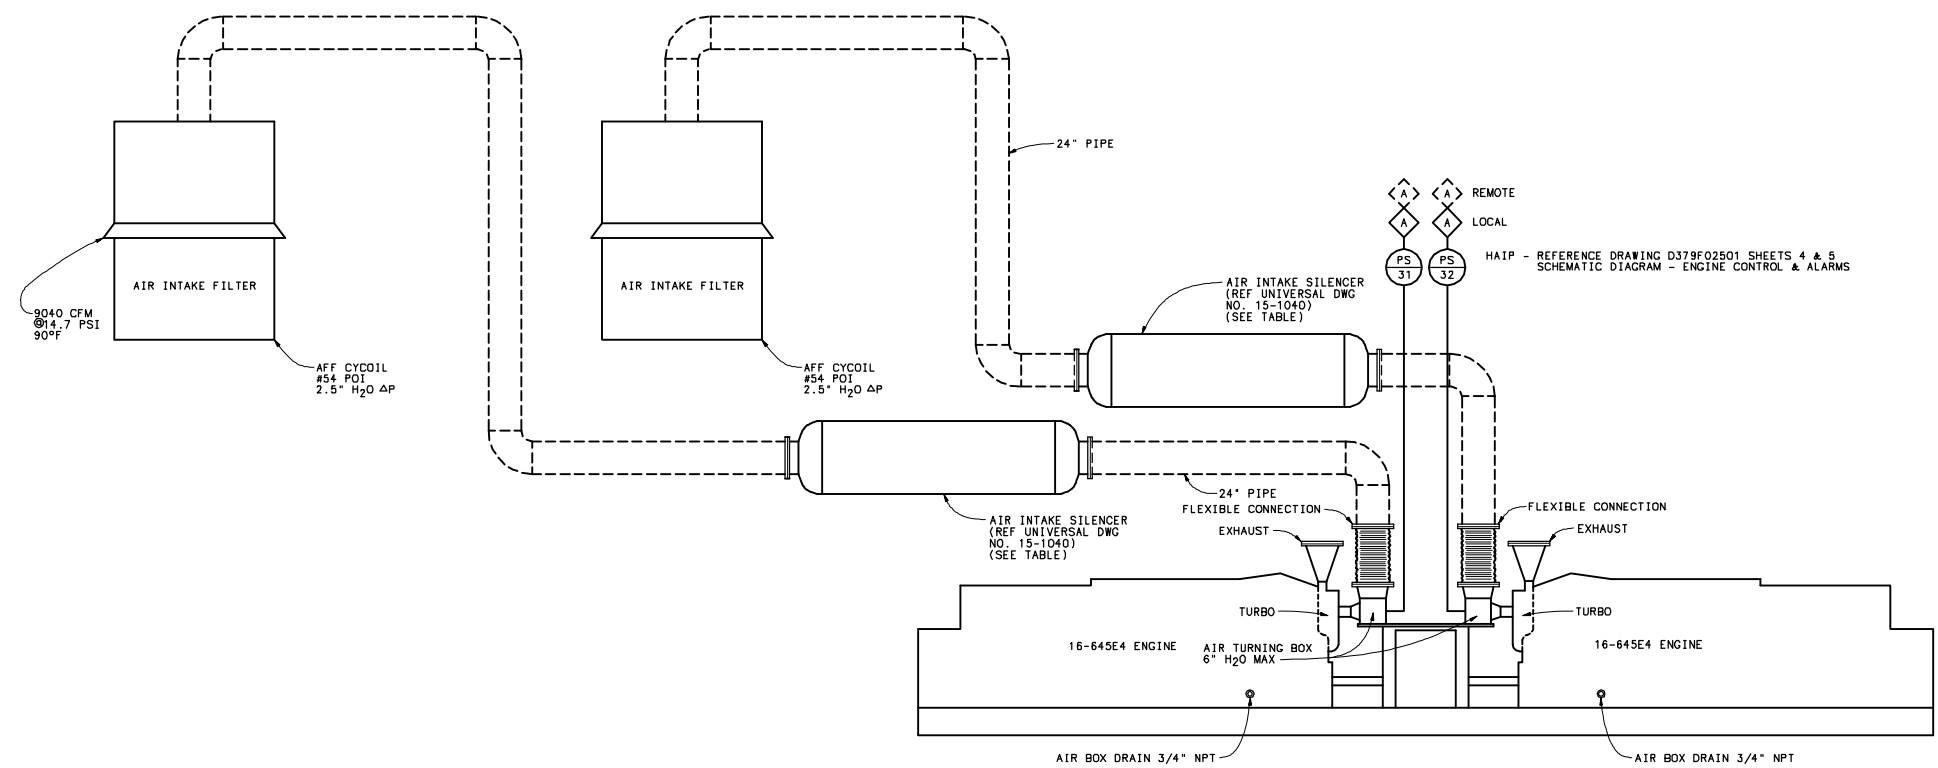 24" PIPE
A
A
REMOTE
A
A
LOCAL
PS
31
PS
32
HAIP - REFERENCE DRAWING D379F02501 SHEETS 4 & 5
SCHEMATIC DIAGRAM - ENGINE CONTROL & ALARMS
AIR INTAKE FILTER
AIR INTAKE FILTER
AIR INTAKE SILENCER
(REF UNIVERSAL DWG
NO. 15-1040)
(SEE TABLE)
9040 CFM
@14.7 PSI
90°F
AFF CYCOIL
#54 POI
2.5" H2O ΔP
AFF CYCOIL
#54 POI
2.5" H2O ΔP
24" PIPE
FLEXIBLE CONNECTION
FLEXIBLE CONNECTION
AIR INTAKE SILENCER
(REF UNIVERSAL DWG
NO. 15-1040)
(SEE TABLE)
EXHAUST
EXHAUST
TURBO
TURBO
16-645E4 ENGINE
AIR TURNING BOX
6" H2O MAX
16-645E4 ENGINE
AIR BOX DRAIN 3/4" NPT
AIR BOX DRAIN 3/4" NPT